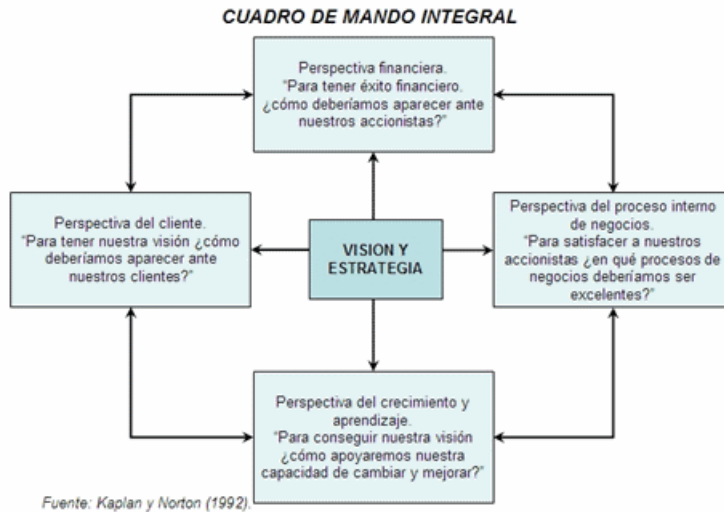 CUADRO DE MANDO INTEGRAL
Perspectiva financiera.
"Para tener éxito financiero.
¿cómo deberíamos aparecer ante
nuestros accionistas?"
Perspectiva del cliente.
"Para tener nuestra visión ¿cómo
deberíamos aparecer ante
nuestros clientes?"
VISION Y
ESTRATEGIA
Perspectiva del proceso interno
de negocios.
"Para satisfacer a nuestros
accionistas ¿en qué procesos de
negocios deberíamos ser
excelentes?"
Perspectiva del crecimiento y
aprendizaje.
"Para conseguir nuestra visión
¿cómo apoyaremos nuestra
capacidad de cambiar y mejorar?"
Fuente: Kaplan y Norton (1992).